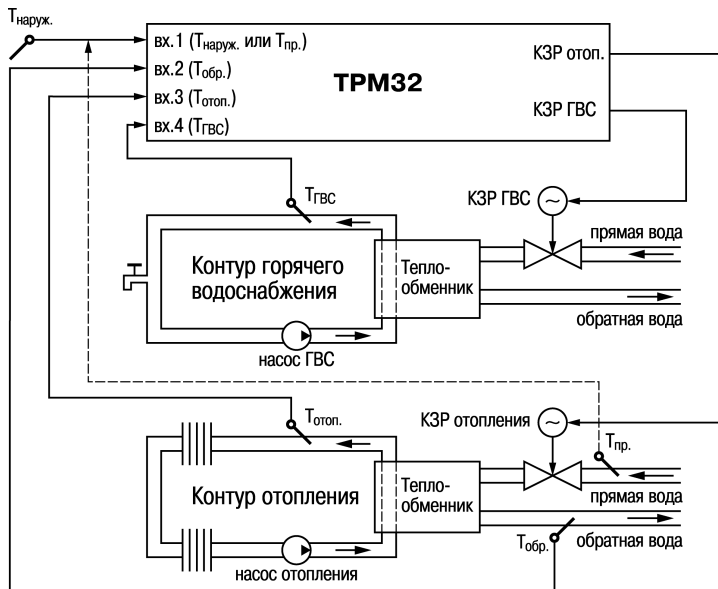 Tнаруж.
вх.1 (Tнаруж. или Tпр.)
вх.2 (Tобр.)
вх.3 (Tотоп.)
вх.4 (TГВС)
ТРМ32
КЗР отоп.
КЗР ГВС
TГВС
КЗР ГВС
прямая вода
Контур горячего
водоснабжения
Тепло-
обменник
обратная вода
насос ГВС
Tотоп.
КЗР отопления
Tпр.
Контур отопления
Тепло-
обменник
прямая вода
Tобр.
обратная вода
насос отопления